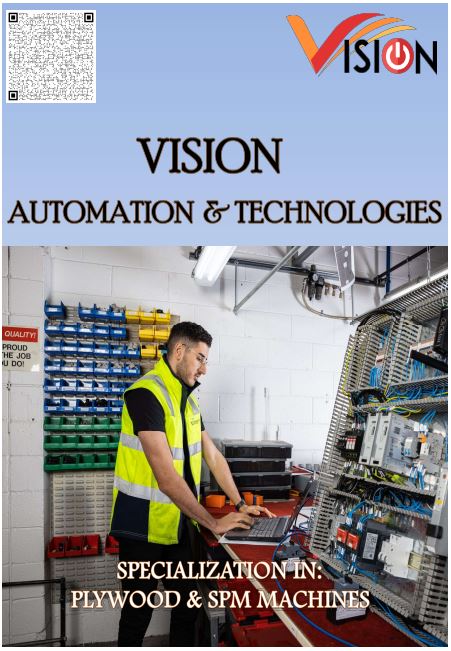 VISION
VISION
AUTOMATION & TECHNOLOGIES
QUALITY!
PROUD
THE JOB
U DO!
SPECIALIZATION IN:
PLYWOOD & SPM MACHINES